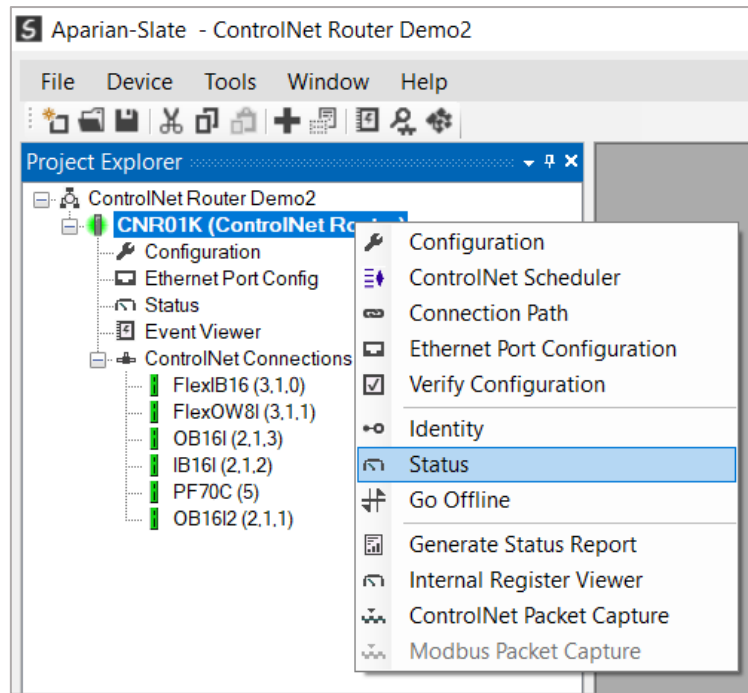 S Aparian-Slate - ControlNet Router Demo2
File Device Tools Window Help
Project Explorer
ControlNet Router Demo2
CNR01K (ControlNet
Configuration
Ethernet Port Config
Status
Event Viewer
ControlNet Connections
FlexIB16 (3,1,0)
FlexOW8I (3,1,1)
OB16I (2,1,3)
IB16I (2,1,2)
PF70C (5)
OB16I2 (2,1,1)
Configuration
ControlNet Scheduler
Connection Path
Ethernet Port Configuration
Verify Configuration
Identity
Status
Go Offline
Generate Status Report
Internal Register Viewer
ControlNet Packet Capture
Modbus Packet Capture